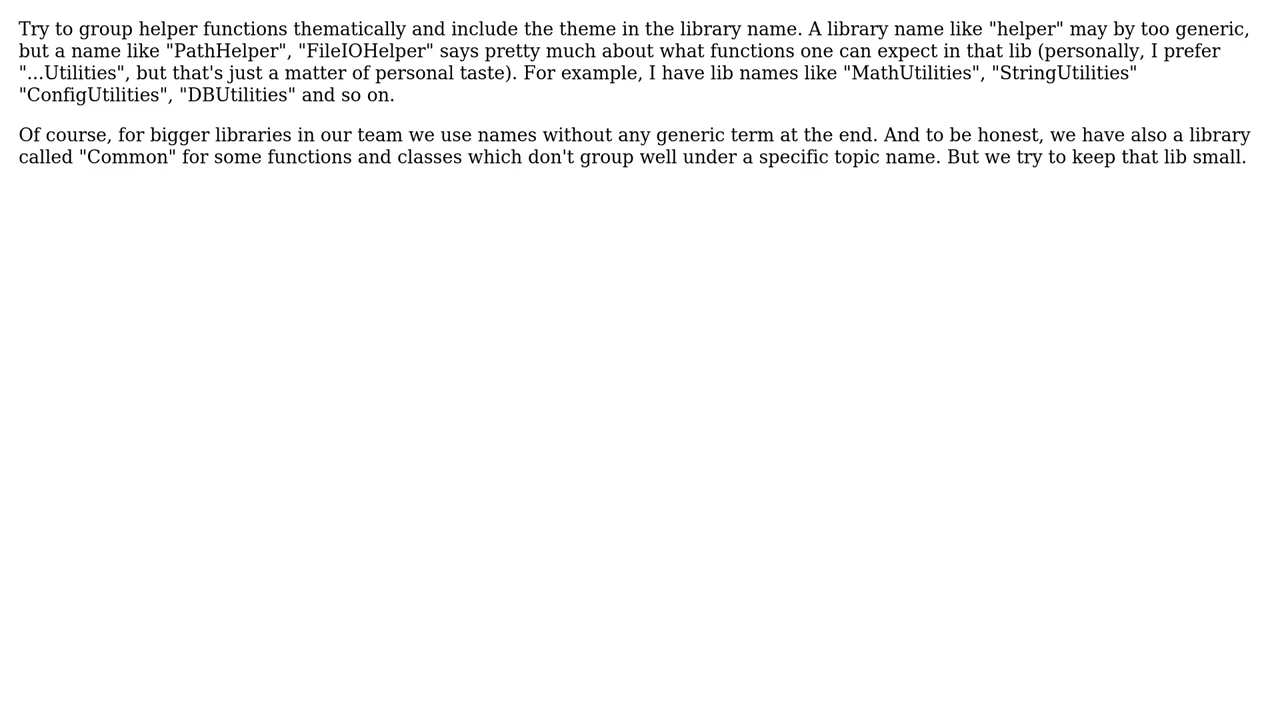 Try to group helper functions thematically and include the theme in the library name. A library name like "helper" may by too generic,
but a name like "PathHelper", "FileIOHelper" says pretty much about what functions one can expect in that lib (personally, I prefer
"...Utilities", but that's just a matter of personal taste). For example, I have lib names like "MathUtilities", "StringUtilities"
"ConfigUtilities", "DBUtilities" and so on.
Of course, for bigger libraries in our team we use names without any generic term at the end. And to be honest, we have also a library
called "Common" for some functions and classes which don't group well under a specific topic name. But we try to keep that lib small.